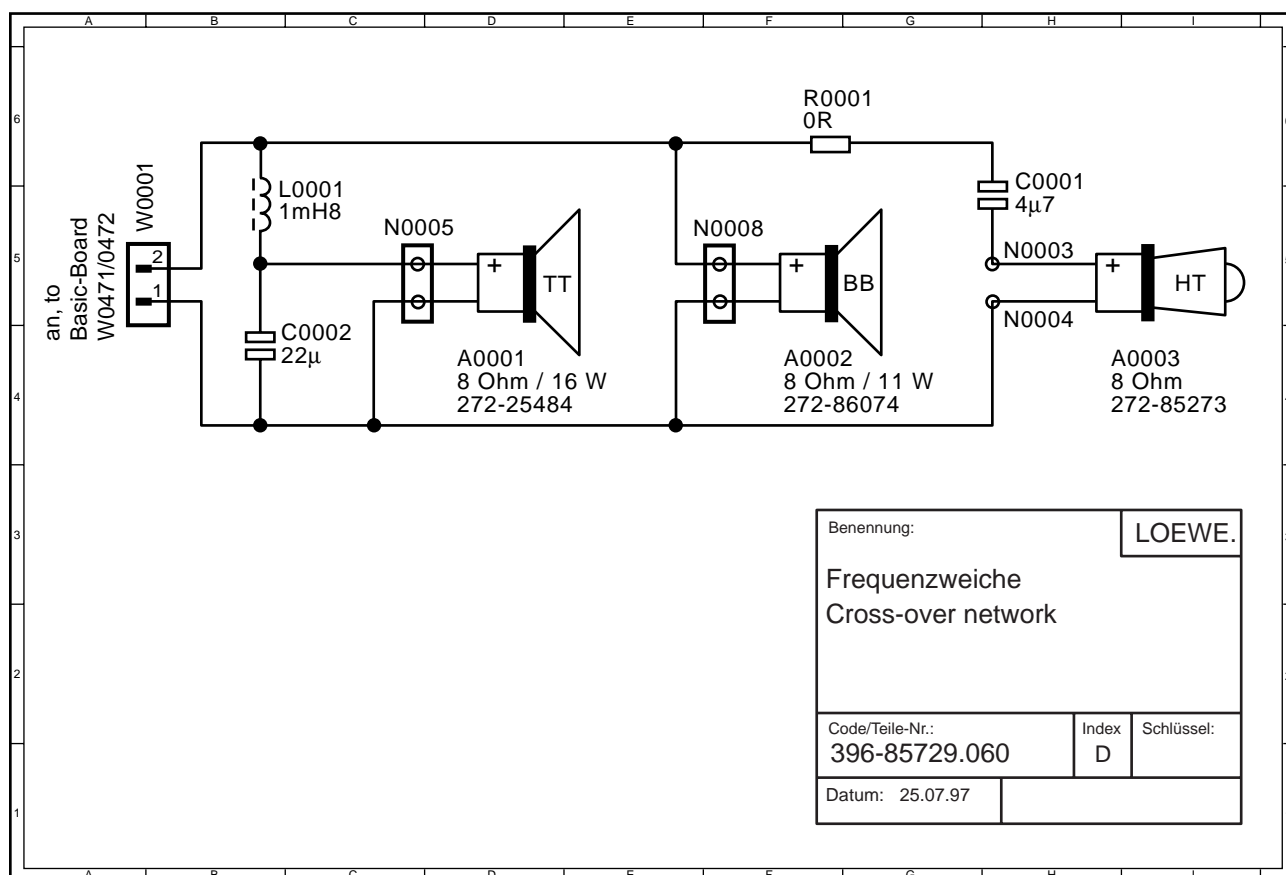 A B C D E F G H I
6
5
4
3
2
1
R0001
0R
W0001
an, to
Basic-Board
W0471/0472
2
1
L0001
1mH8
C0002
22µ
N0005
+
TT
A0001
8 Ohm / 16 W
272-25484
N0008
+
BB
A0002
8 Ohm / 11 W
272-86074
C0001
4µ7
N0003
N0004
+
HT
A0003
8 Ohm
272-85273
Benennung:
LOEWE.
Frequenzweiche
Cross-over network
Code/Teile-Nr.:
396-85729.060
Index
D
Schlüssel:
Datum: 25.07.97
A B C D E F G H I